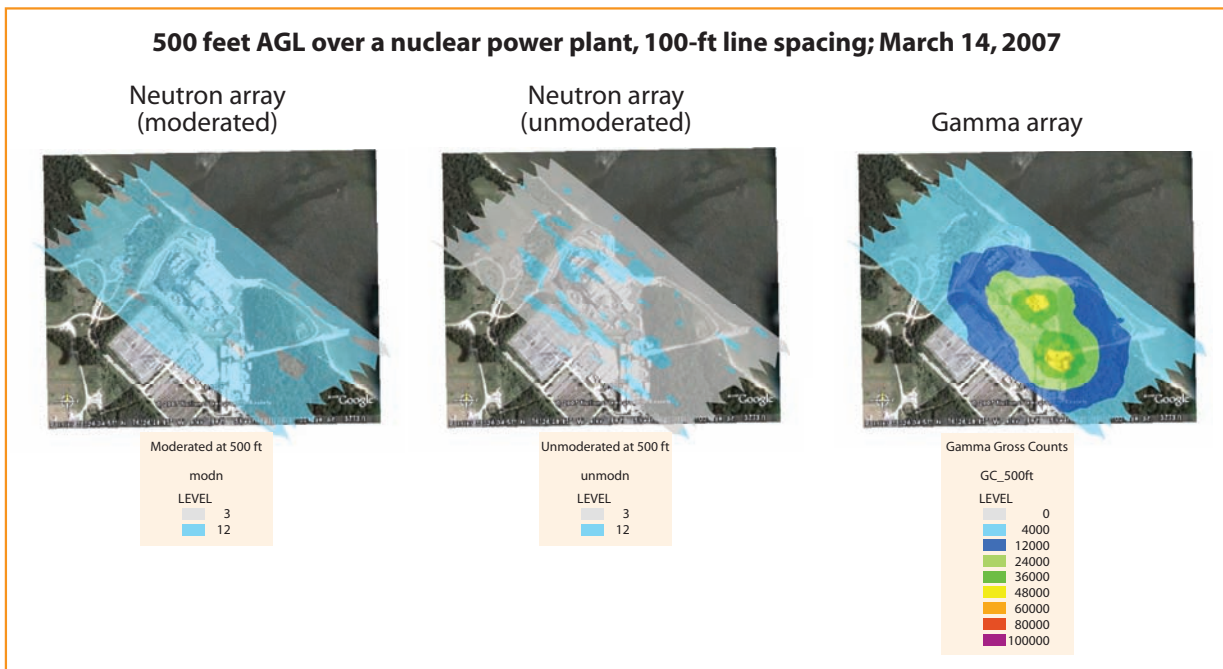 500 feet AGL over a nuclear power plant, 100-ft line spacing; March 14, 2007
Neutron array
(moderated)
Neutron array
(unmoderated)
Gamma array
Google
Google
Google
Moderated at 500 ft
modn
LEVEL
3
12
Unmoderated at 500 ft
unmodn
LEVEL
3
12
Gamma Gross Counts
GC_500ft
LEVEL
0
4000
12000
24000
36000
48000
60000
80000
100000